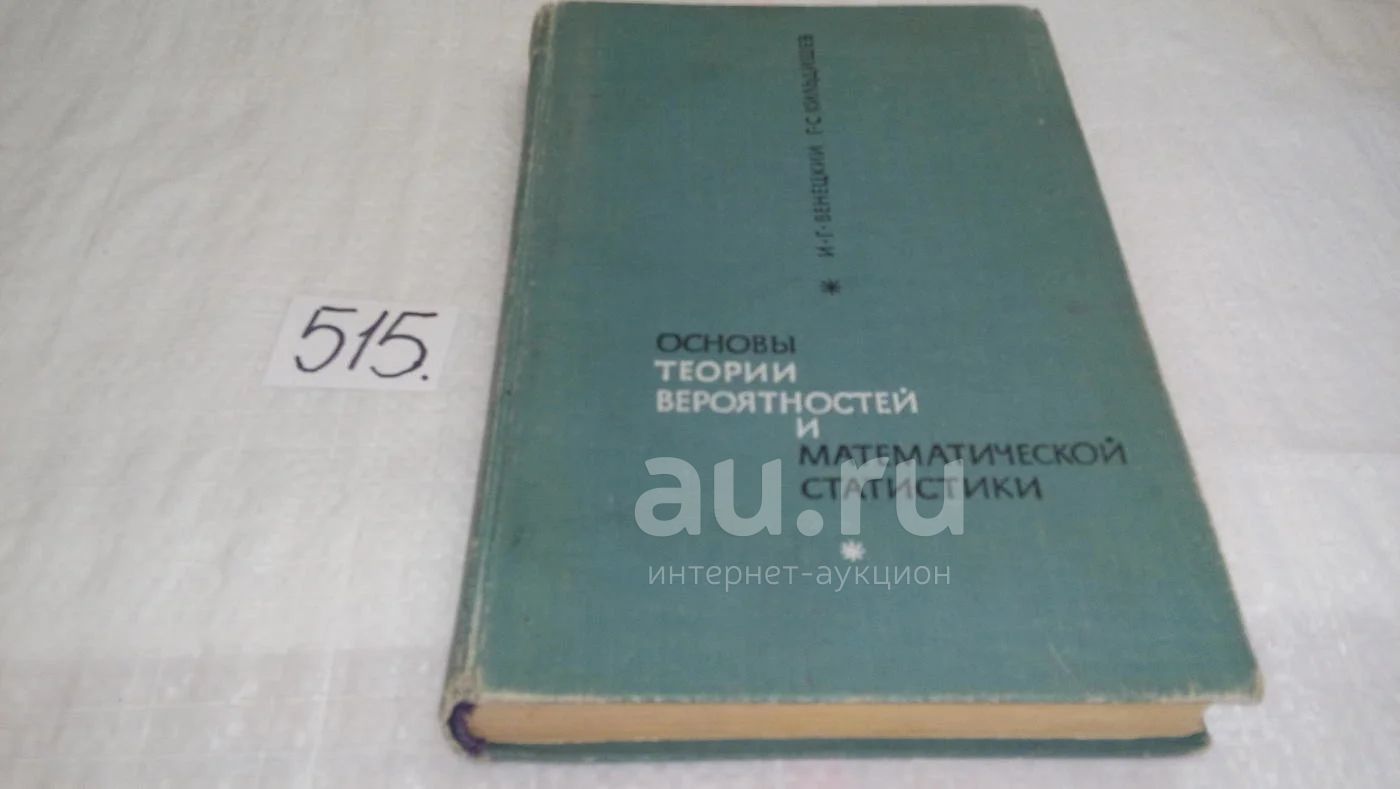 И·Г·ВЕНЕЦКИЙ Г·С·КИЛЬДИШЕВ
515.
ОСНОВЫ
ТЕОРИИ
ВЕРОЯТНОСТЕЙ
И
МАТЕМАТИЧЕСКОЙ
СТАТИСТИКИ
au.ru
интернет-аукцион